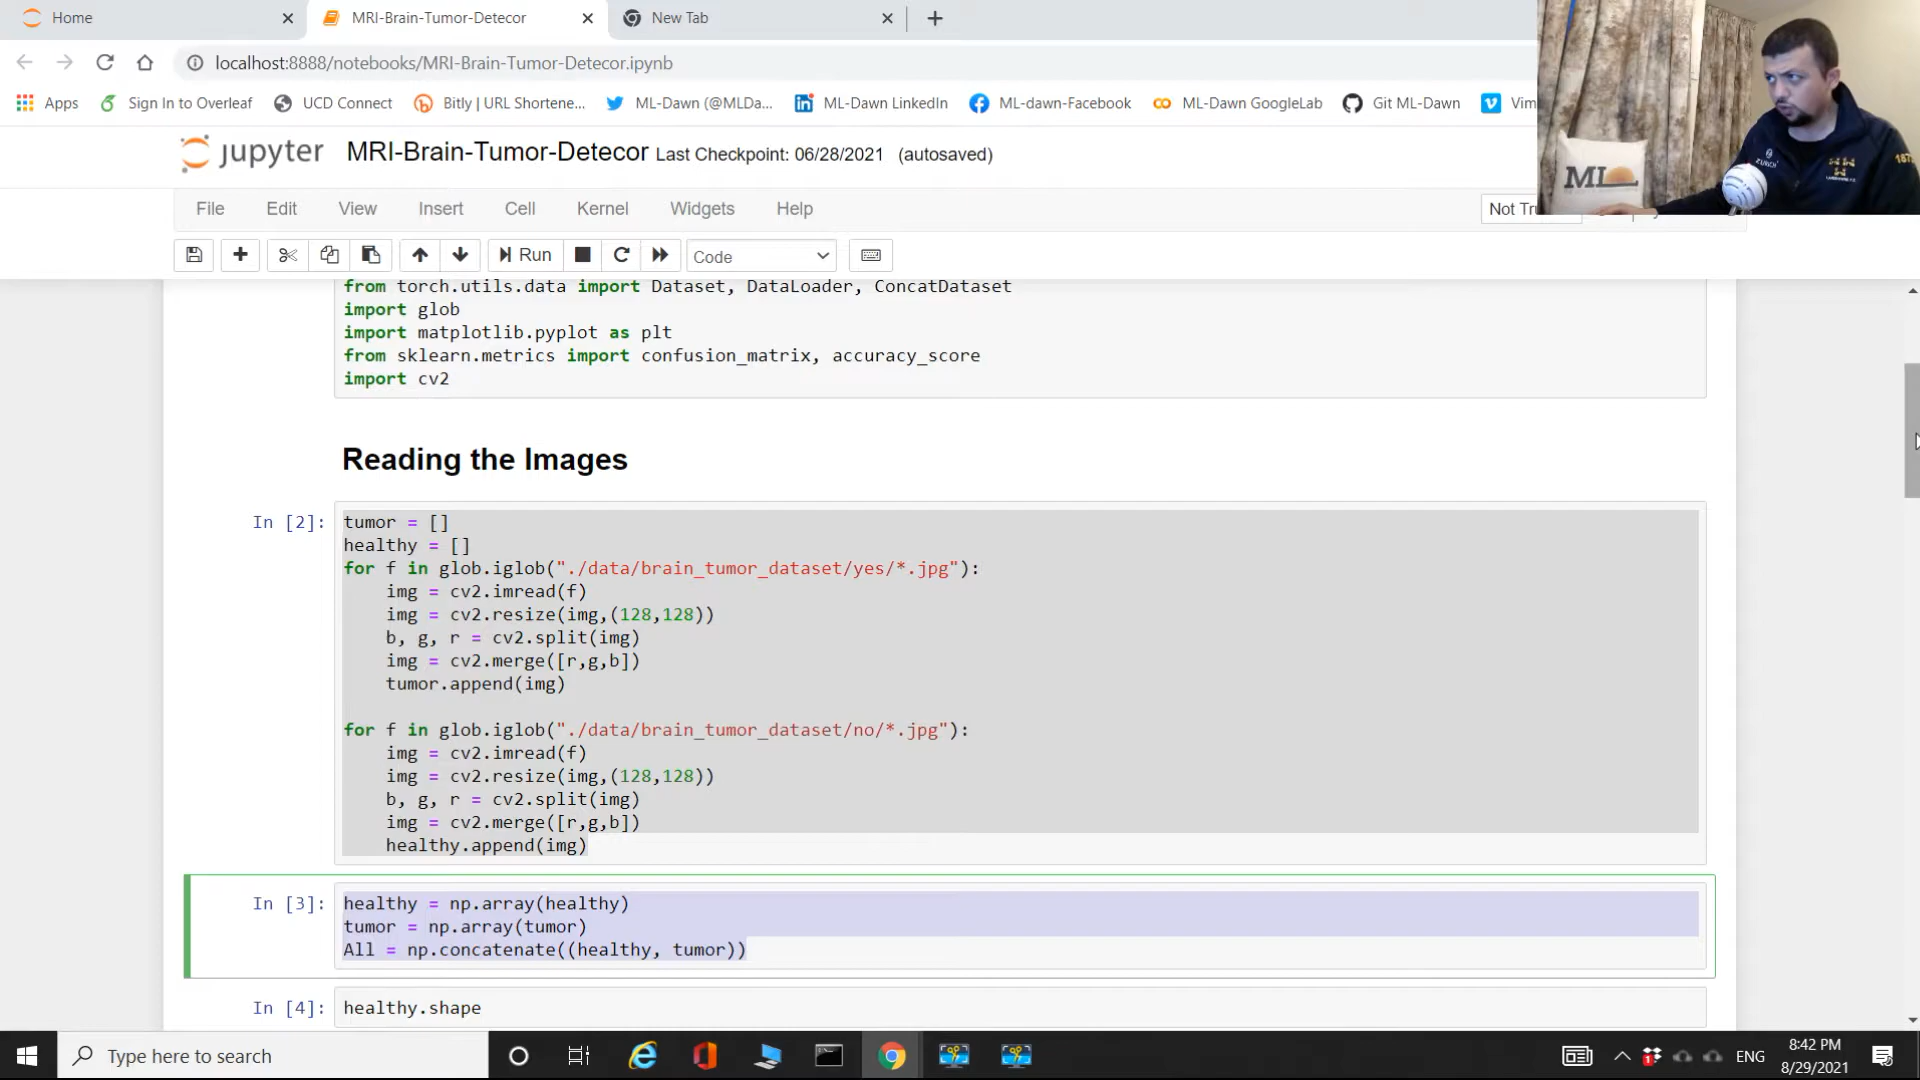 Home
MRI-Brain-Tumor-Detecor
New Tab
localhost:8888/notebooks/MRI-Brain-Tumor-Detecor.ipynb
Apps Sign In to Overleaf UCD Connect Bitly | URL Shortene... ML-Dawn (@MLDa... ML-Dawn LinkedIn ML-dawn-Facebook ML-Dawn GoogleLab Git ML-Dawn Vim
jupyter MRI-Brain-Tumor-Detecor Last Checkpoint: 06/28/2021 (autosaved)
ML
ZURICH
File Edit View Insert Cell Kernel Widgets Help Not Tru
Run Code
from torch.utils.data import Dataset, DataLoader, ConcatDataset
import glob
import matplotlib.pyplot as plt
from sklearn.metrics import confusion_matrix, accuracy_score
import cv2
Reading the Images
In [2]: tumor = []
healthy = []
for f in glob.iglob("./data/brain_tumor_dataset/yes/*.jpg"):
img = cv2.imread(f)
img = cv2.resize(img,(128,128))
b, g, r = cv2.split(img)
img = cv2.merge([r,g,b])
tumor.append(img)
for f in glob.iglob("./data/brain_tumor_dataset/no/*.jpg"):
img = cv2.imread(f)
img = cv2.resize(img,(128,128))
b, g, r = cv2.split(img)
img = cv2.merge([r,g,b])
healthy.append(img)
In [3]: healthy = np.array(healthy)
tumor = np.array(tumor)
All = np.concatenate((healthy, tumor))
In [4]: healthy.shape
Type here to search
ENG
8:42 PM
8/29/2021